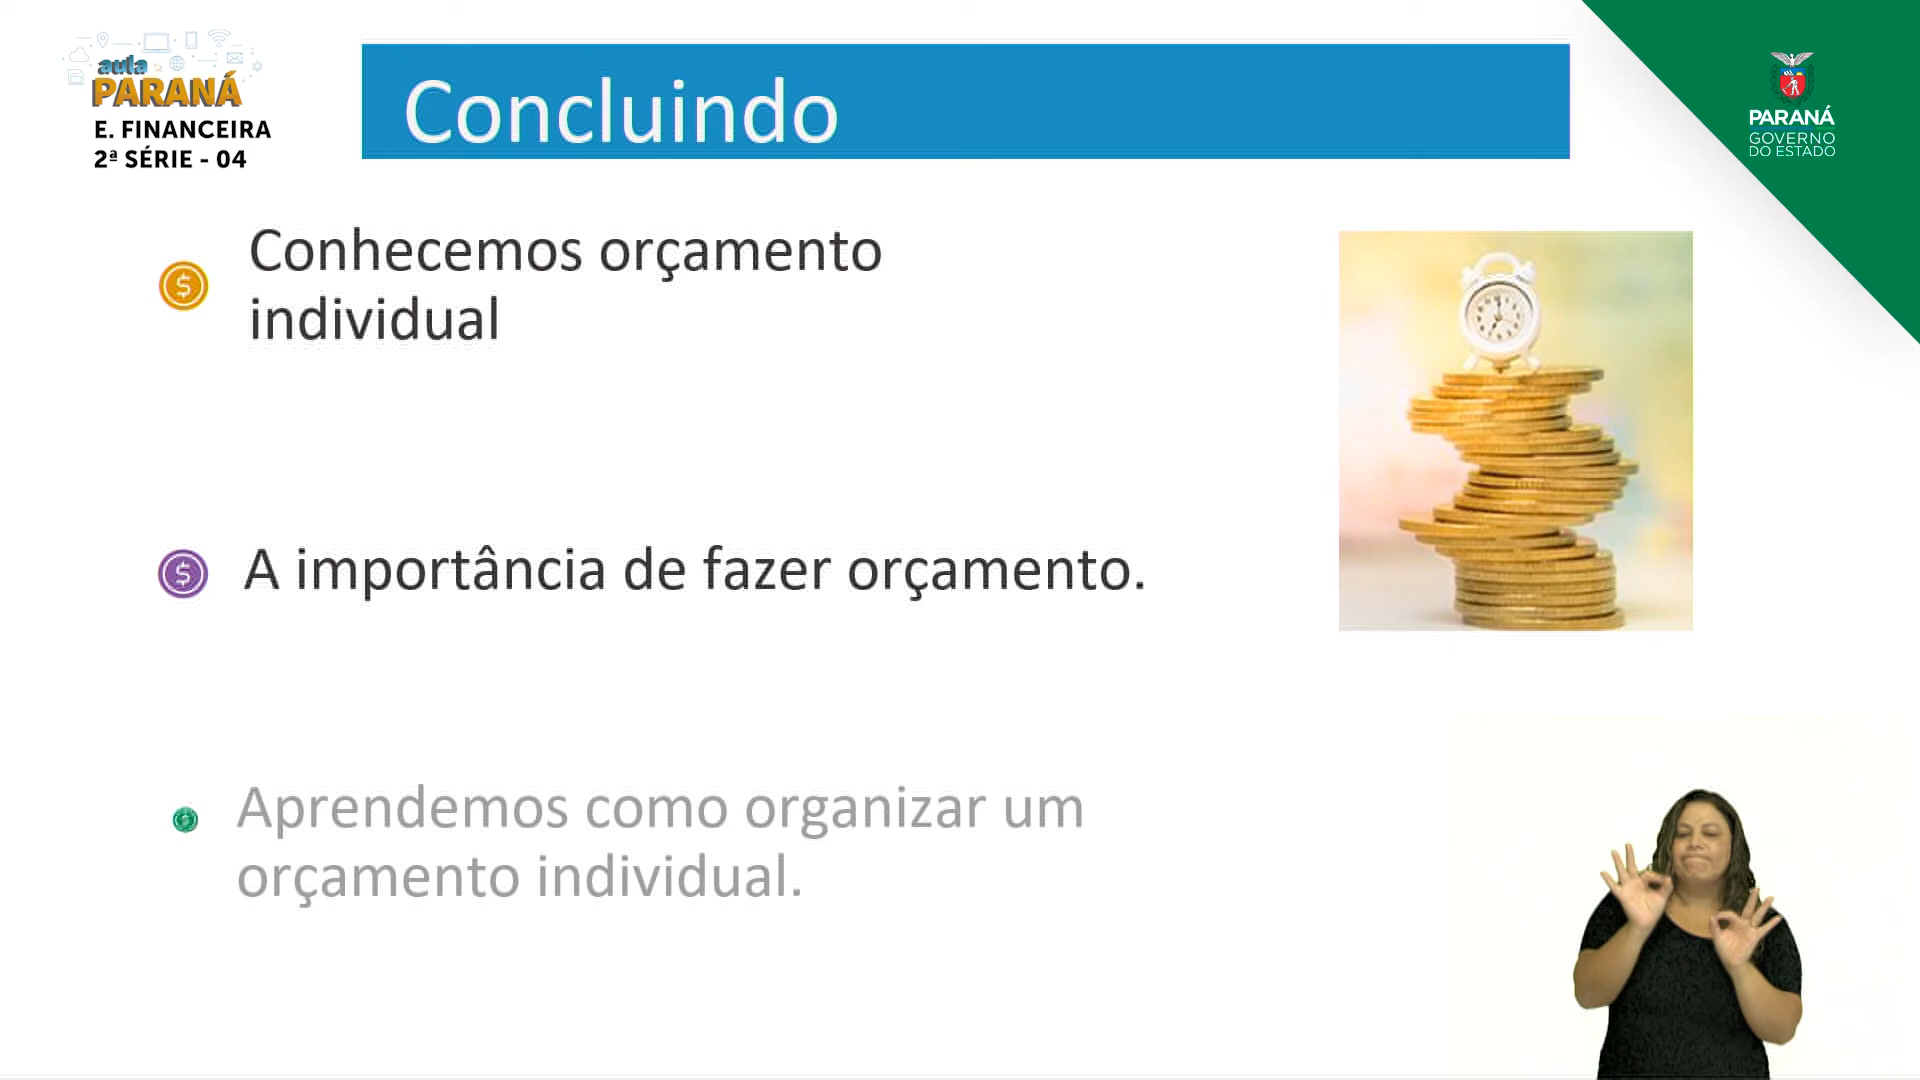 aula
PARANÁ
E. FINANCEIRA
2ª SÉRIE - 04
Concluindo
PARANÁ
GOVERNO
DO ESTADO
Conhecemos orçamento
individual
A importância de fazer orçamento.
Aprendemos como organizar um
orçamento individual.